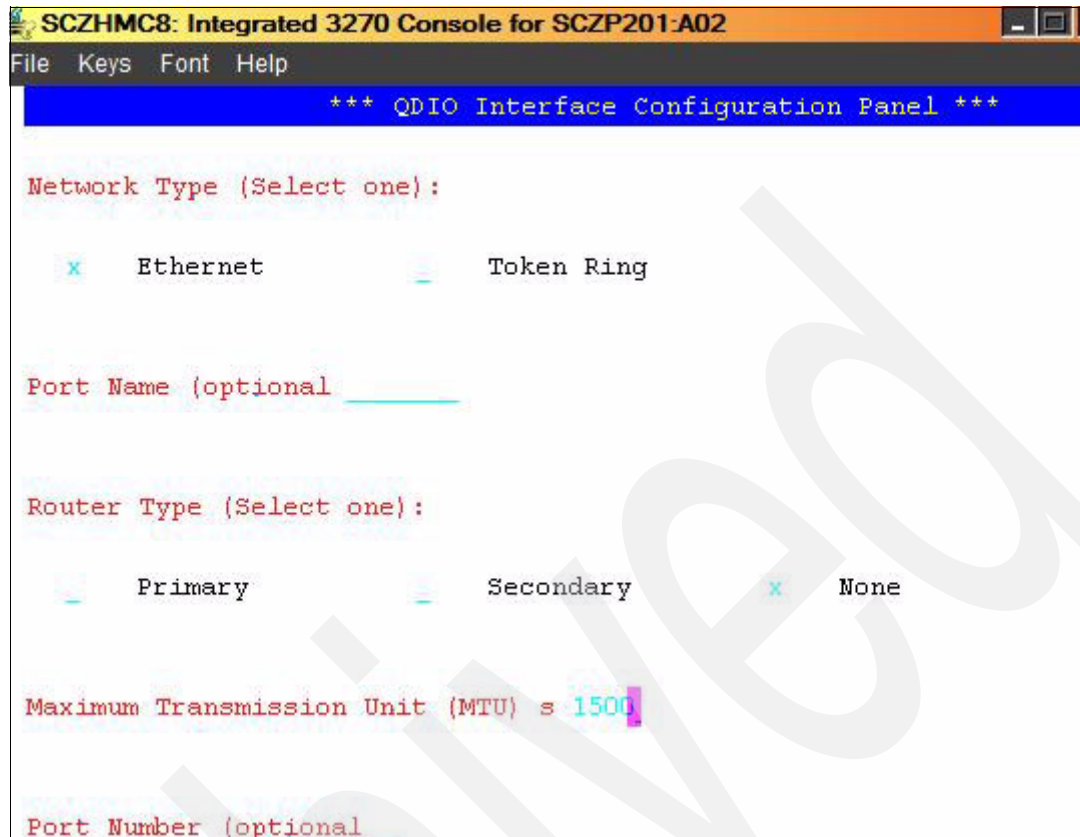 SCZHMC8: Integrated 3270 Console for SCZP201:A02
File Keys Font Help
*** QDIO Interface Configuration Panel ***
Network Type (Select one):
x Ethernet _ Token Ring
Port Name (optional _______
Router Type (Select one):
_ Primary _ Secondary x None
Maximum Transmission Unit (MTU) s 1500
Port Number (optional